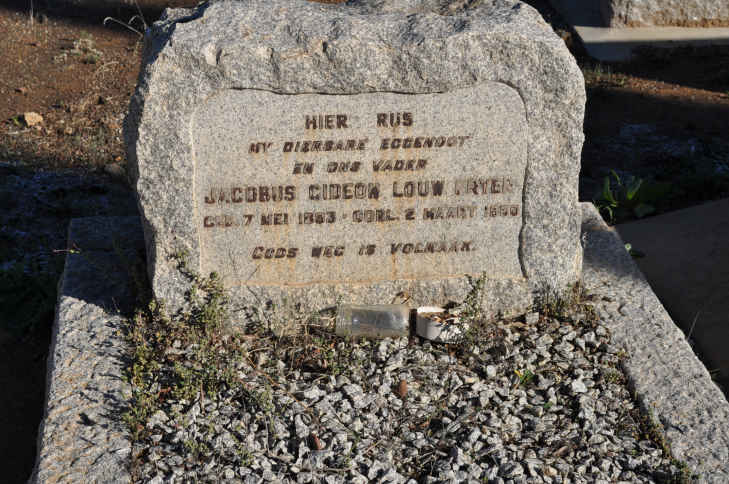 HIER RUS
MY DIERBARE EGGENOOT
EN ONS VADER
JACOBUS GIDEON LOUW FRYER
GEB. 7 MEI OORL. 2 MAART
GODS WEG IS VOLMAAK.